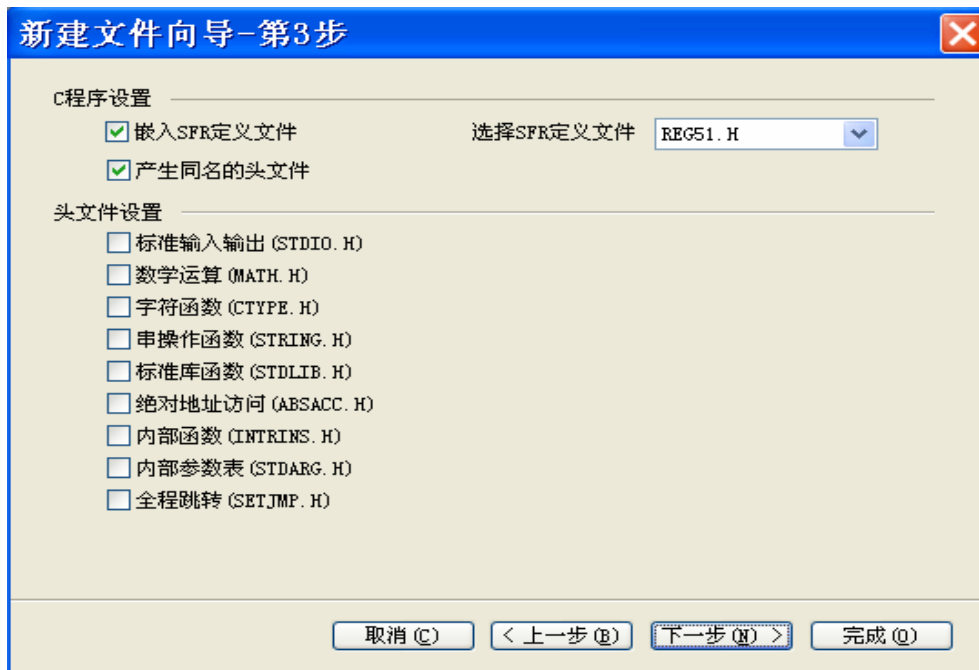 新建文件向导-第3步
C程序设置
嵌入SFR定义文件 选择SFR定义文件 REG51.H
产生同名的头文件
头文件设置
标准输入输出(STDIO.H)
数学运算(MATH.H)
字符函数(CTYPE.H)
串操作函数(STRING.H)
标准库函数(STDLIB.H)
绝对地址访问(ABSACC.H)
内部函数(INTRINS.H)
内部参数表(STDARG.H)
全程跳转(SETJMP.H)
取消(C) < 上一步(B) 下一步(N) > 完成(O)